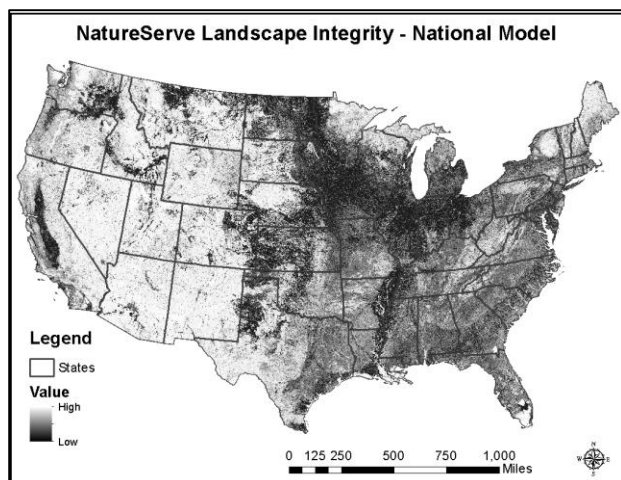 NatureServe Landscape Integrity - National Model
Legend
States
Value
High
Low
0 125 250 500 750 1,000
Miles
N
W E
S